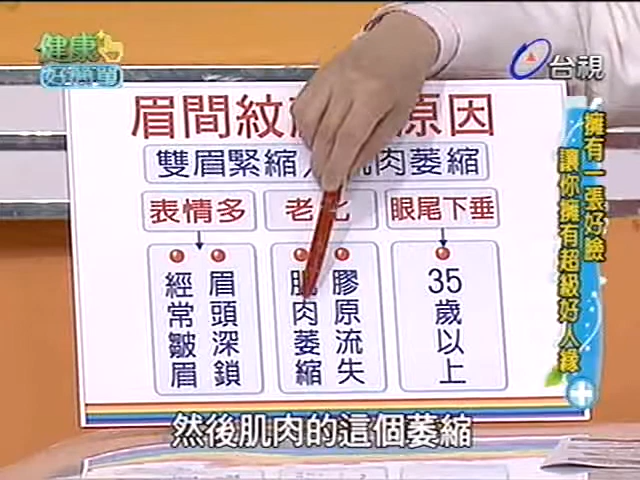 健康
好簡單
台視
眉間紋 原因
雙眉緊縮 肌肉萎縮
表情多
老化
眼尾下垂
眉頭深鎖
經常皺眉
膠原流失
肌肉萎縮
35歲以上
擁有一張好臉
讓你擁有超級好人緣
然後肌肉的這個萎縮